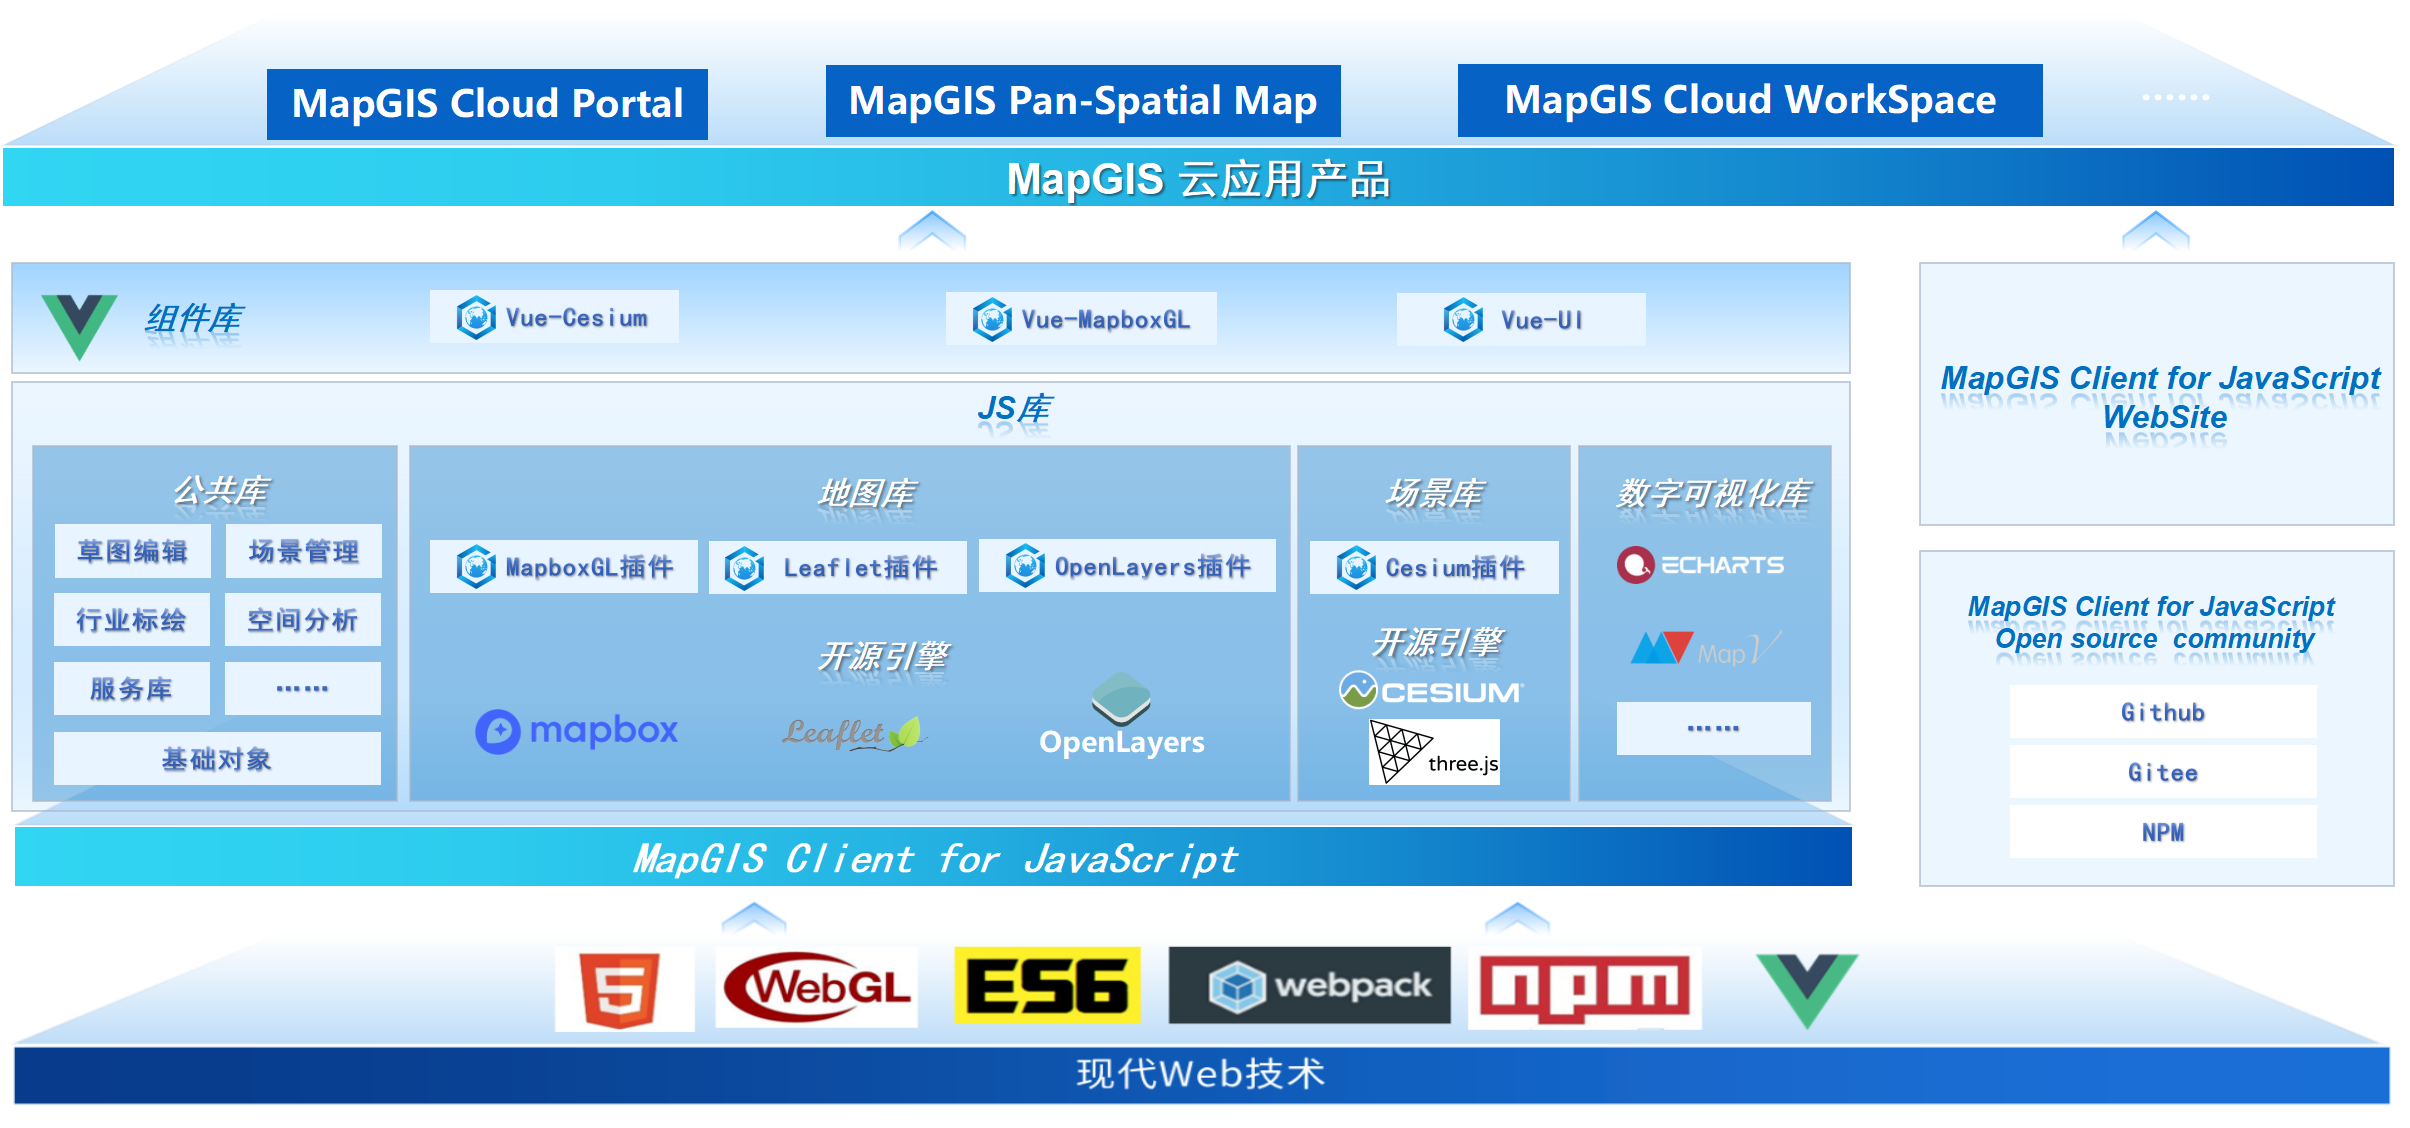 MapGIS Cloud Portal
MapGIS Pan-Spatial Map
MapGIS Cloud WorkSpace
······
MapGIS 云应用产品
组件库
Vue-Cesium
Vue-MapboxGL
Vue-UI
JS库
公共库
草图编辑
场景管理
行业标绘
空间分析
服务库
······
基础对象
地图库
MapboxGL插件
Leaflet插件
OpenLayers插件
开源引擎
mapbox
Leaflet
OpenLayers
场景库
Cesium插件
开源引擎
CESIUM
three.js
数字可视化库
ECHARTS
MapV
······
MapGIS Client for JavaScript
MapGIS Client for JavaScript
WebSite
MapGIS Client for JavaScript
Open source community
Github
Gitee
NPM
5
WebGL
ES6
webpack
npm
现代Web技术